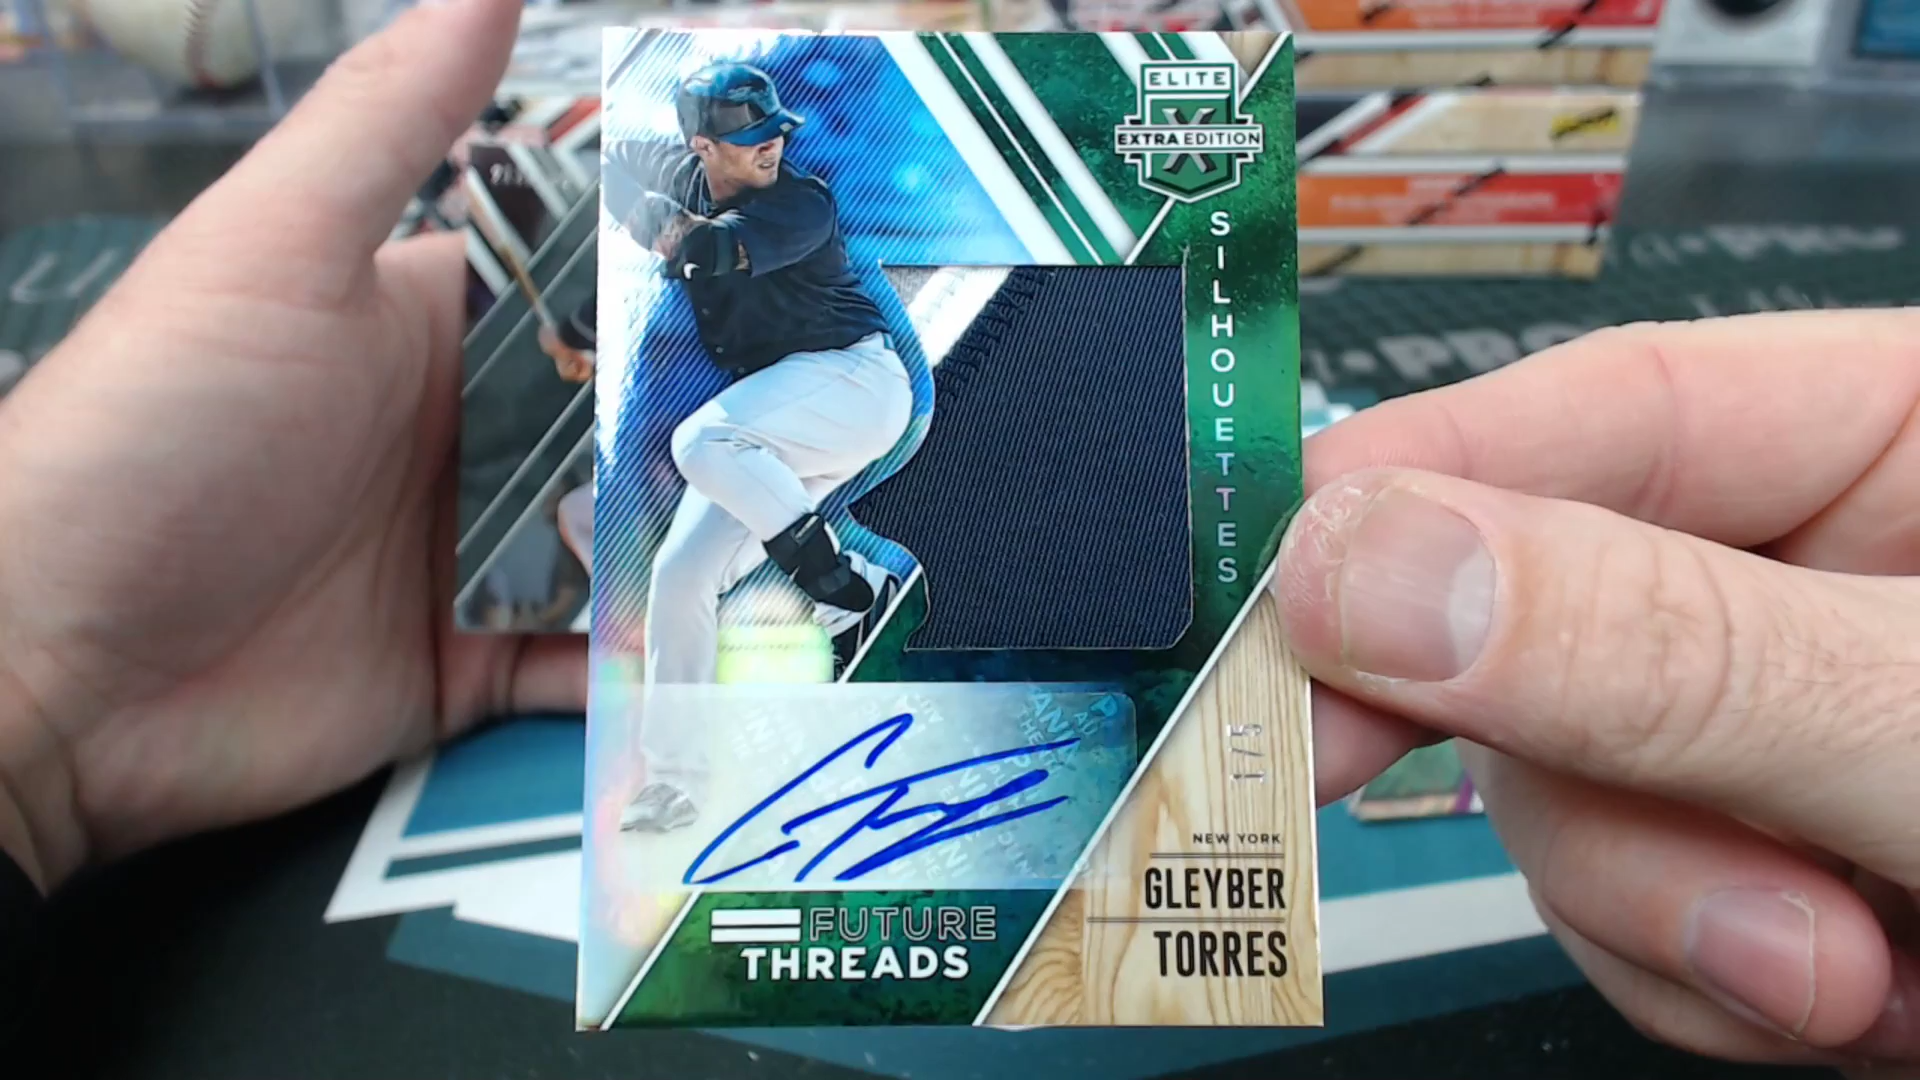 ELITE
X
EXTRA EDITION
SILHOUETTES
1/5
NEW YORK
GLEYBER
TORRES
FUTURE
THREADS